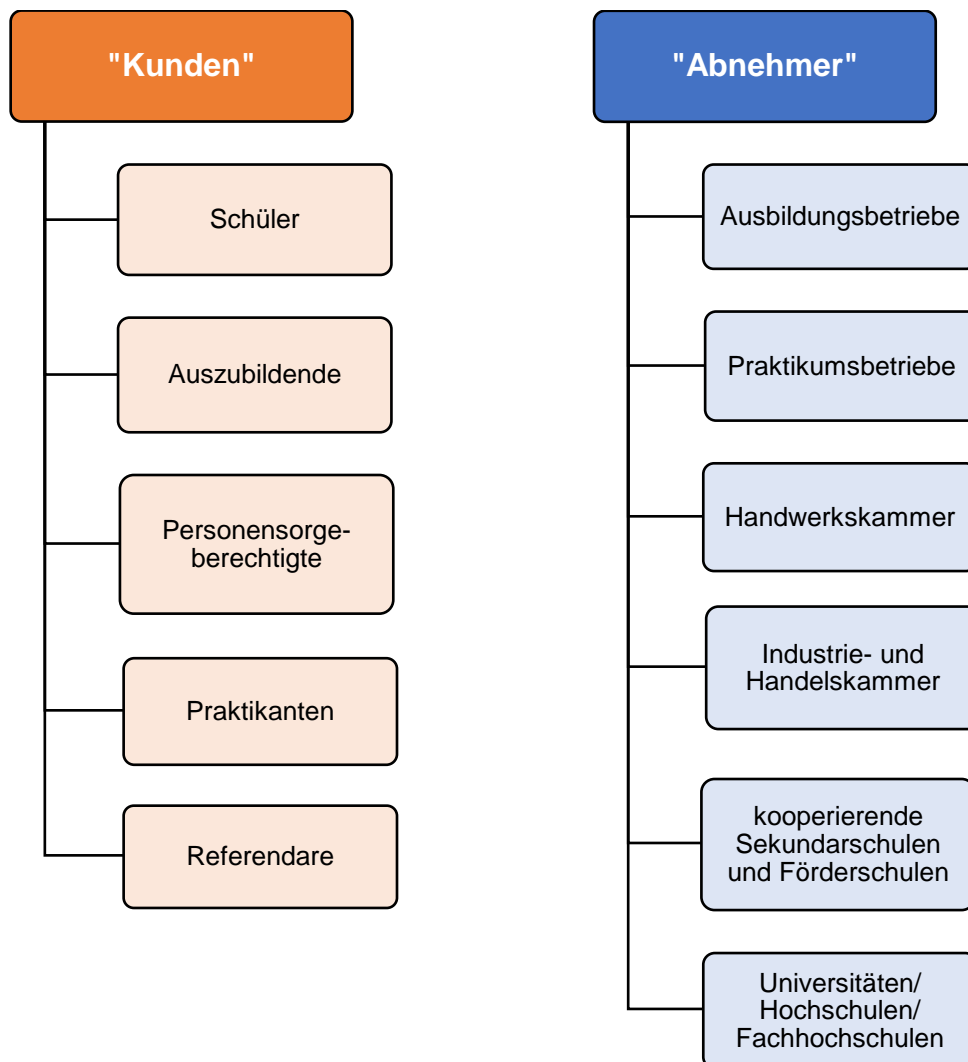 "Kunden"
Schüler
Auszubildende
Personensorge-
berechtigte
Praktikanten
Referendare
"Abnehmer"
Ausbildungsbetriebe
Praktikumsbetriebe
Handwerkskammer
Industrie- und
Handelskammer
kooperierende
Sekundarschulen
und Förderschulen
Universitäten/
Hochschulen/
Fachhochschulen